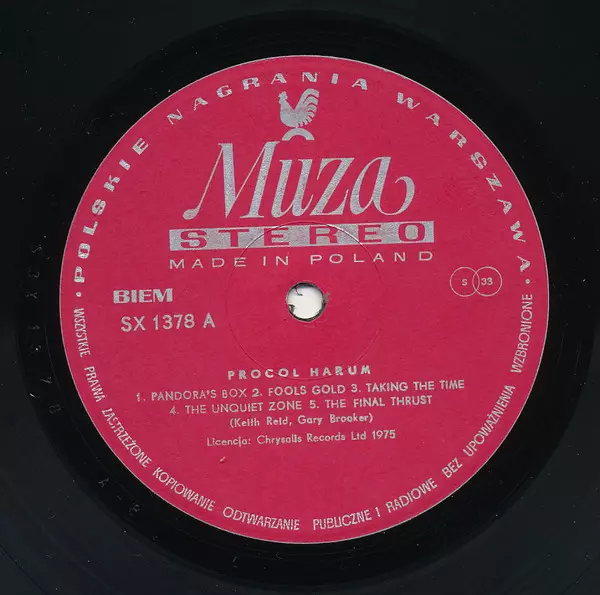 • POLSKIE NAGRANIA WARSZAWA •
Muza
STEREO
MADE IN POLAND
BIEM
S 33
SX 1378 A
PROCOL HARUM
1. PANDORA'S BOX 2. FOOLS GOLD 3. TAKING THE TIME
4. THE UNQUIET ZONE 5. THE FINAL THRUST
(Keith Reid, Gary Brooker)
Licencja: Chrysalis Records Ltd 1975
WSZYSTKIE PRAWA ZASTRZEŻONE KOPIOWANIE ODTWARZANIE PUBLICZNE I RADIOWE BEZ UPOWAŻNIENIA WZBRONIONE